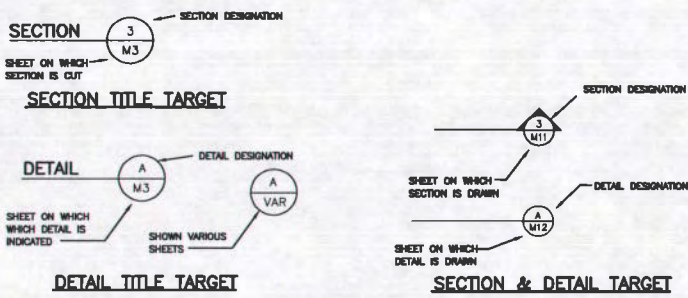 SECTION DESIGNATION
SECTION
3
M3
SHEET ON WHICH
SECTION IS CUT
SECTION TITLE TARGET
DETAIL DESIGNATION
DETAIL
A
M3
A
VAR
SHEET ON WHICH
WHICH DETAIL IS
INDICATED
SHOWN VARIOUS
SHEETS
DETAIL TITLE TARGET
SECTION DESIGNATION
3
M11
SHEET ON WHICH
SECTION IS DRAWN
DETAIL DESIGNATION
A
M12
SHEET ON WHICH
DETAIL IS DRAWN
SECTION & DETAIL TARGET